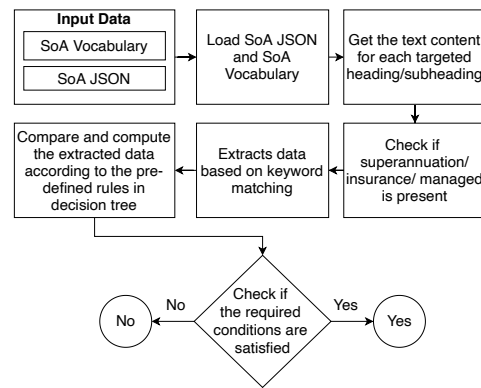 Input Data
SoA Vocabulary
SoA JSON
Load SoA JSON
and SoA
Vocabulary
Get the text content
for each targeted
heading/subheading
Compare and compute
the extracted data
according to the pre-
defined rules in
decision tree
Extracts data
based on keyword
matching
Check if
superannuation/
insurance/ managed
is present
No
No
Check if
the required
conditions are
satisfied
Yes
Yes